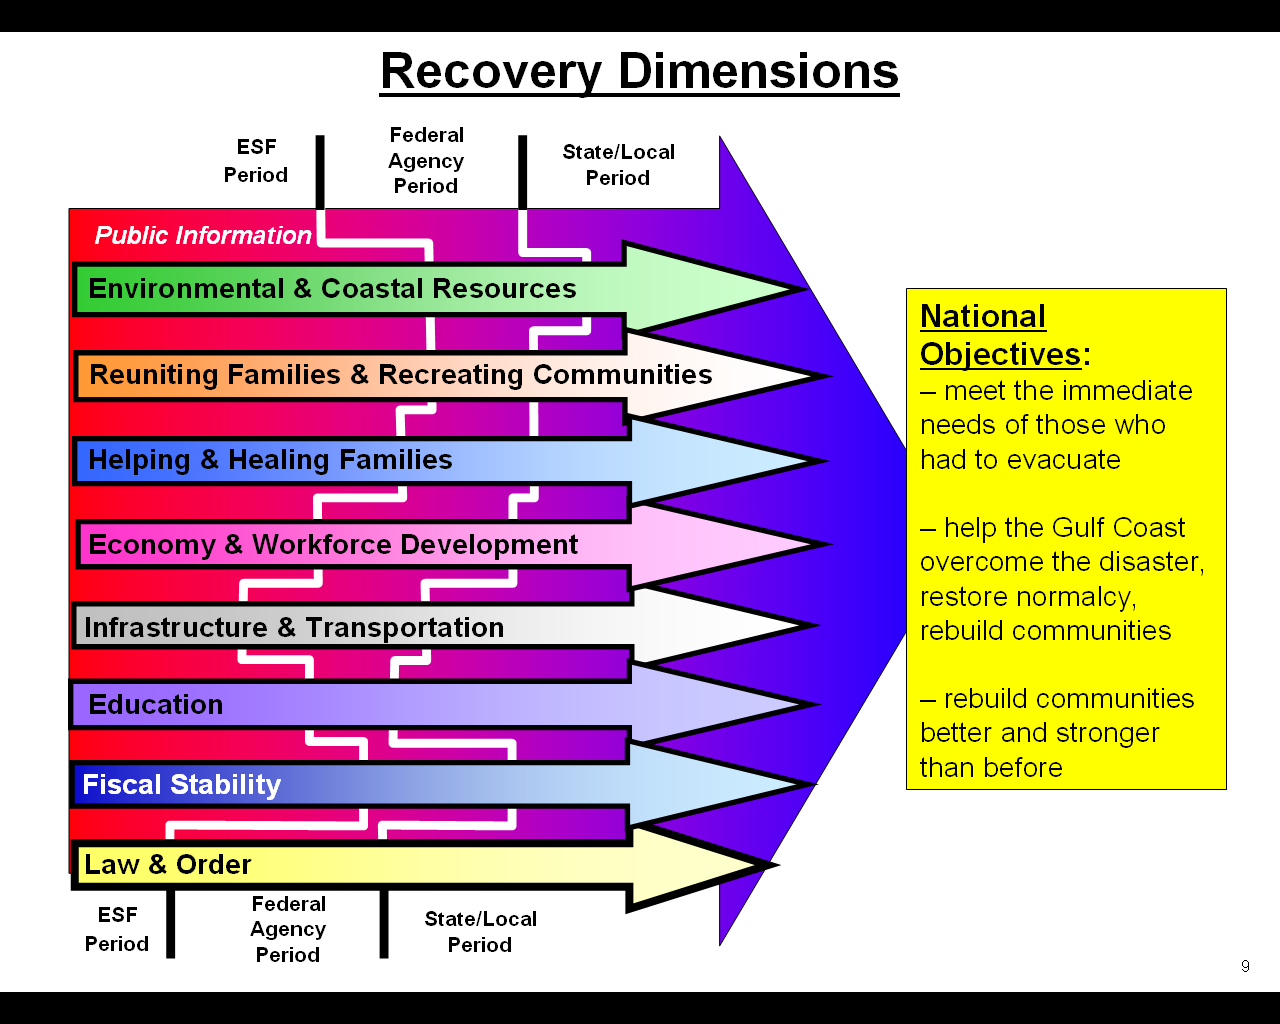 Recovery Dimensions
ESF
Period
Federal
Agency
Period
State/Local
Period
Public Information
Environmental & Coastal Resources
Reuniting Families & Recreating Communities
Helping & Healing Families
Economy & Workforce Development
Infrastructure & Transportation
Education
Fiscal Stability
Law & Order
ESF
Period
Federal
Agency
Period
State/Local
Period
National
Objectives:
– meet the immediate
needs of those who
had to evacuate
– help the Gulf Coast
overcome the disaster,
restore normalcy,
rebuild communities
– rebuild communities
better and stronger
than before
9